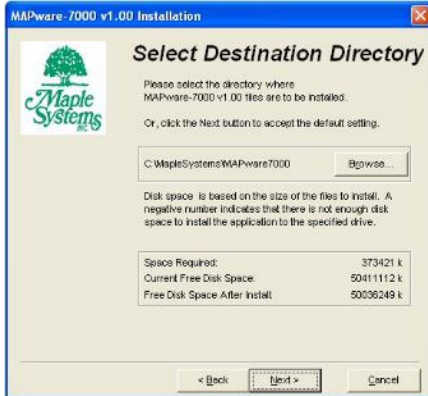 MAPware-7000 v1.00 Installation
Maple
Systems
INC
Select Destination Directory
Please select the directory where
MAPware-7000 v1.00 files are to be installed.
Or, click the Next button to accept the default setting.
C:\MapleSystems\MAPware7000
Browse...
Disk space is based on the size of the files to install. A
negative number indicates that there is not enough disk
space to install the application to the specified drive.
Space Required: 373421 k
Current Free Disk Space: 50411112 k
Free Disk Space After Install: 50036249 k
< Back
Next >
Cancel